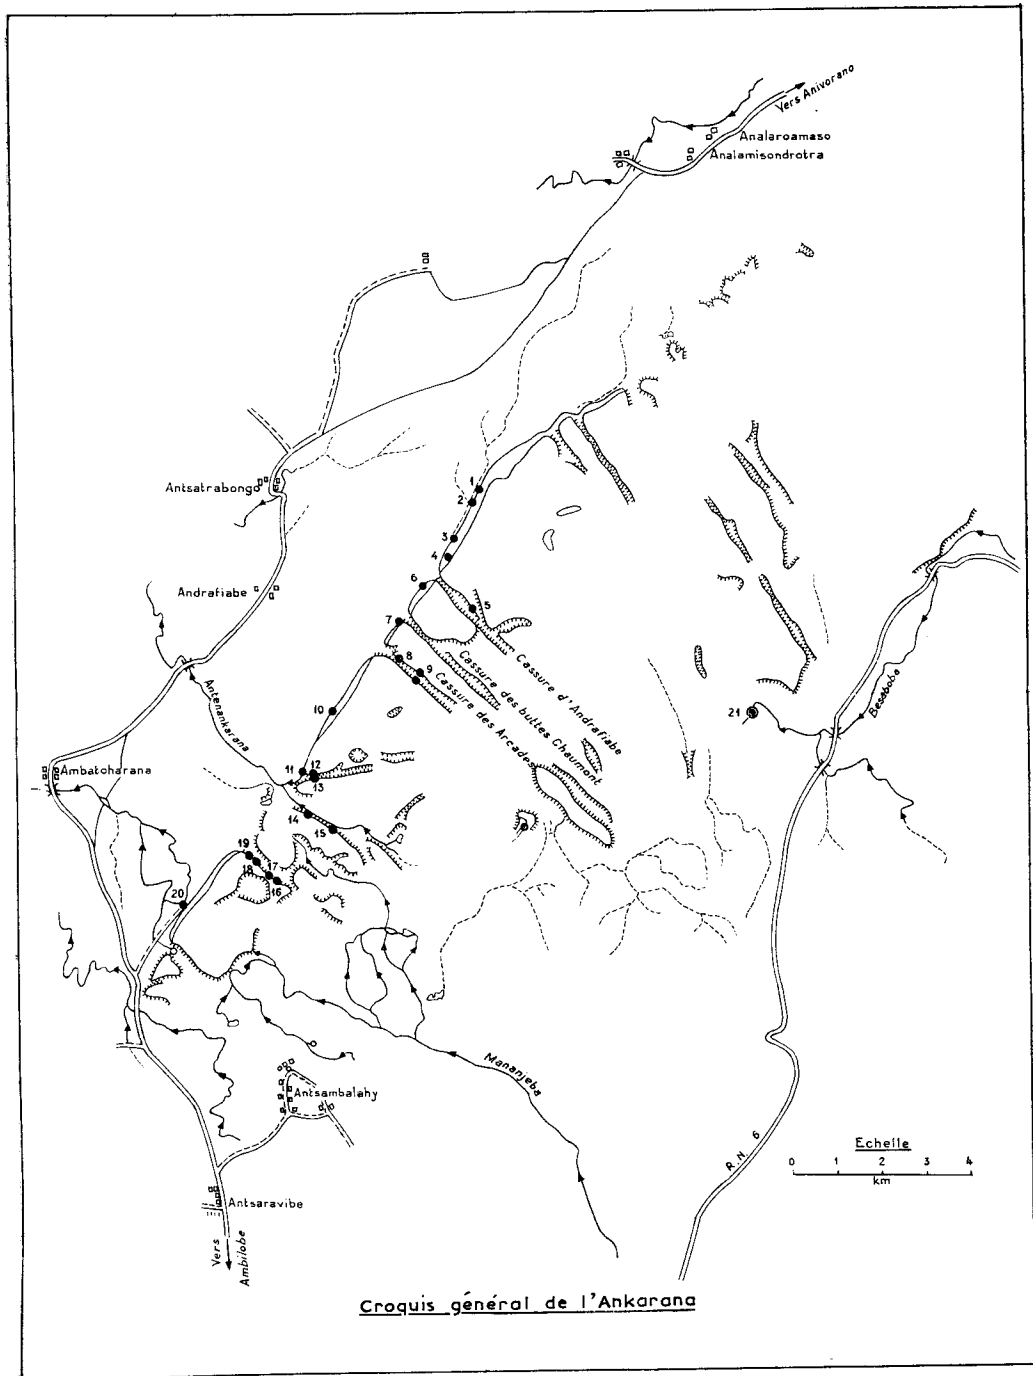 Vers Anivorano
Analaroamaso
Analamisondrotra
Antsatrabongo
1
2
3
4
Andrafiabe
6
5
7
8
9
Cassure d'Andrafiabe
Cassure des buttes Chaumont
Cassure des Arcades
Besaboba
21
10
Antenankarana
Ambatoharana
11
12
13
14
15
19
18
17
16
20
Mananjeba
Antsambalahy
R.N. 6
Echelle
0 1 2 3 4
km
Antsaravibe
Vers
Ambilobe
Croquis général de l'Ankarana